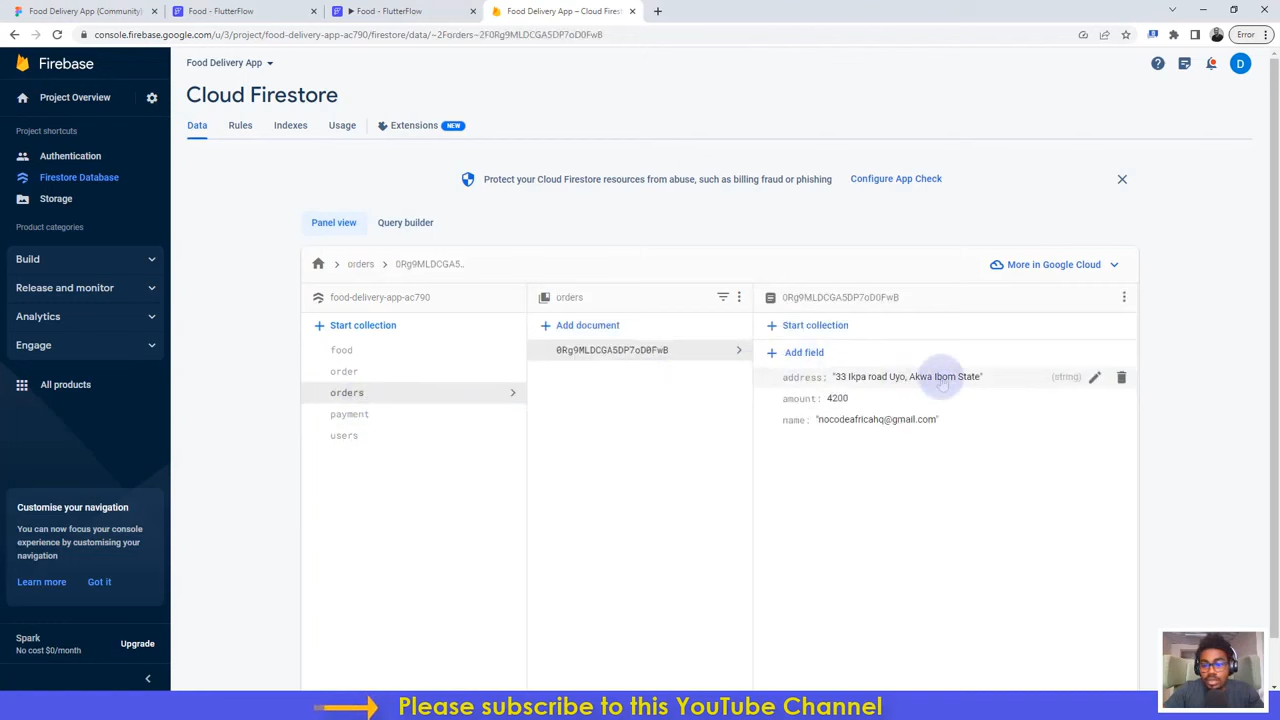 Food Delivery App (Community)
Food - FlutterFlow
Food - FlutterFlow
Food Delivery App – Cloud Fires
console.firebase.google.com/u/3/project/food-delivery-app-ac790/firestore/data/~2Forders~2F0Rg9MLDCGA5DP7oD0FwB
Error
Firebase
Food Delivery App
D
Project Overview
Cloud Firestore
Project shortcuts
Data Rules Indexes Usage Extensions NEW
Authentication
Firestore Database
Storage
Protect your Cloud Firestore resources from abuse, such as billing fraud or phishing Configure App Check
Product categories
Panel view Query builder
Build
Release and monitor
Analytics
Engage
All products
orders 0Rg9MLDCGA5..
More in Google Cloud
food-delivery-app-ac790
orders
0Rg9MLDCGA5DP7oD0FwB
Start collection
Add document
Start collection
food
order
orders
payment
users
0Rg9MLDCGA5DP7oD0FwB
Add field
address: "33 Ikpa road Uyo, Akwa Ibom State" (string)
amount: 4200
name: "nocodeafricahq@gmail.com"
Customise your navigation
You can now focus your console
experience by customising your
navigation
Learn more Got it
Spark
No cost $0/month
Upgrade
Please subscribe to this YouTube Channel